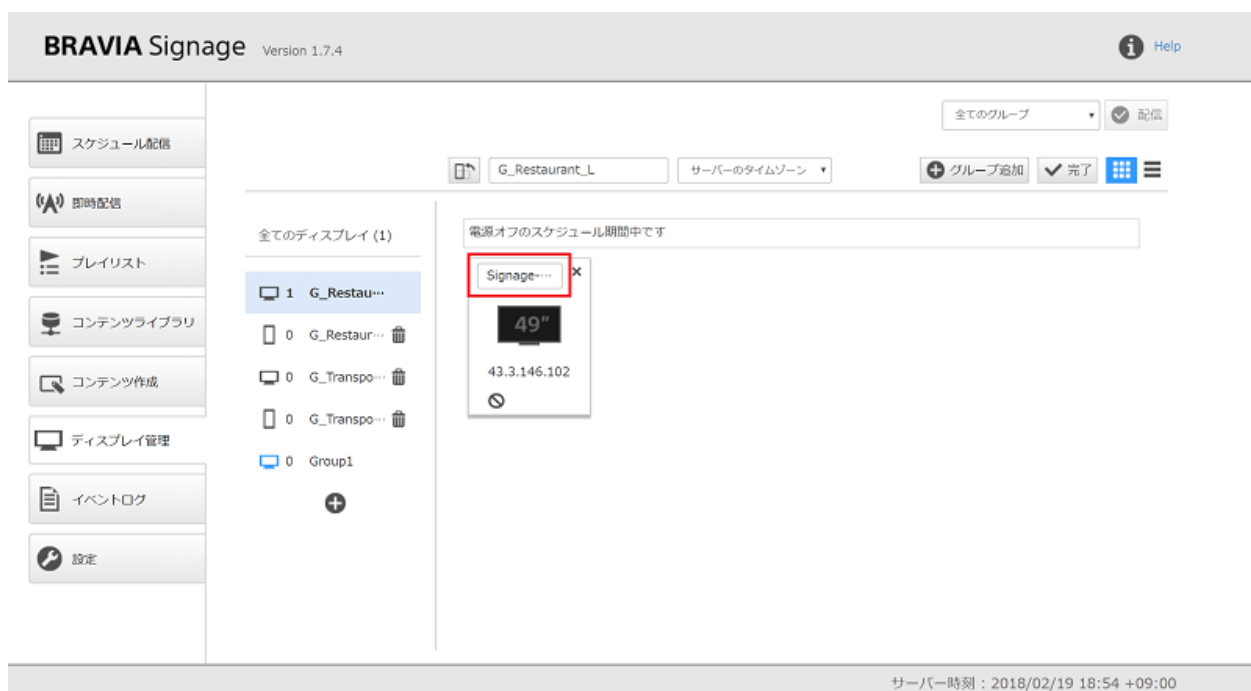 BRAVIA Signage Version 1.7.4
Help
全てのグループ
配信
G_Restaurant_L
サーバーのタイムゾーン
グループ追加
完了
スケジュール配信
即時配信
プレイリスト
コンテンツライブラリ
コンテンツ作成
ディスプレイ管理
イベントログ
設定
全てのディスプレイ (1)
1 G_Restau…
0 G_Restaur…
0 G_Transpo…
0 G_Transpo…
0 Group1
電源オフのスケジュール期間中です
Signage-…
49”
43.3.146.102
サーバー時刻 : 2018/02/19 18:54 +09:00